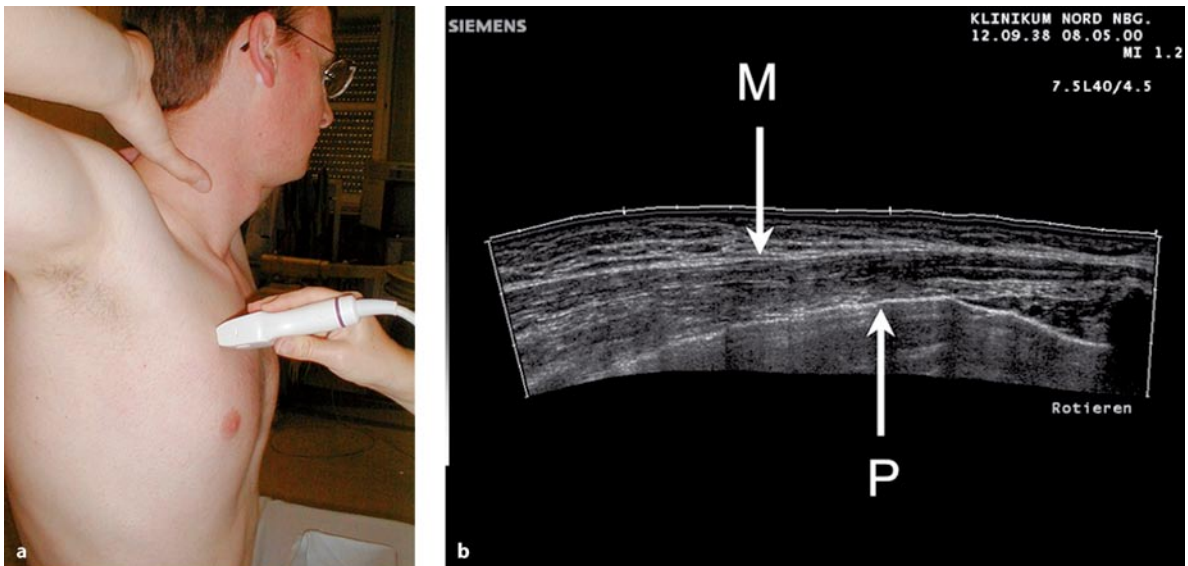 a
SIEMENS
KLINIKUM NORD NBG.
12.09.38 08.05.00
MI 1.2
7.5L40/4.5
M
P
Rotieren
b